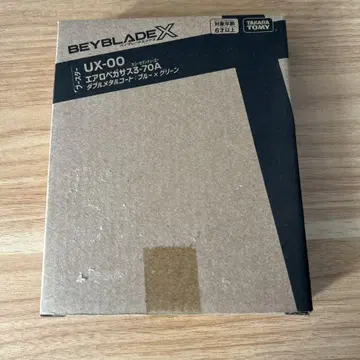 BEYBLADE X
対象年齢
6才以上
TAKARA
TOMY
ブースター
UX-00
エアロペガサス3-70A
ダブルメタルコート:ブルー×グリーン